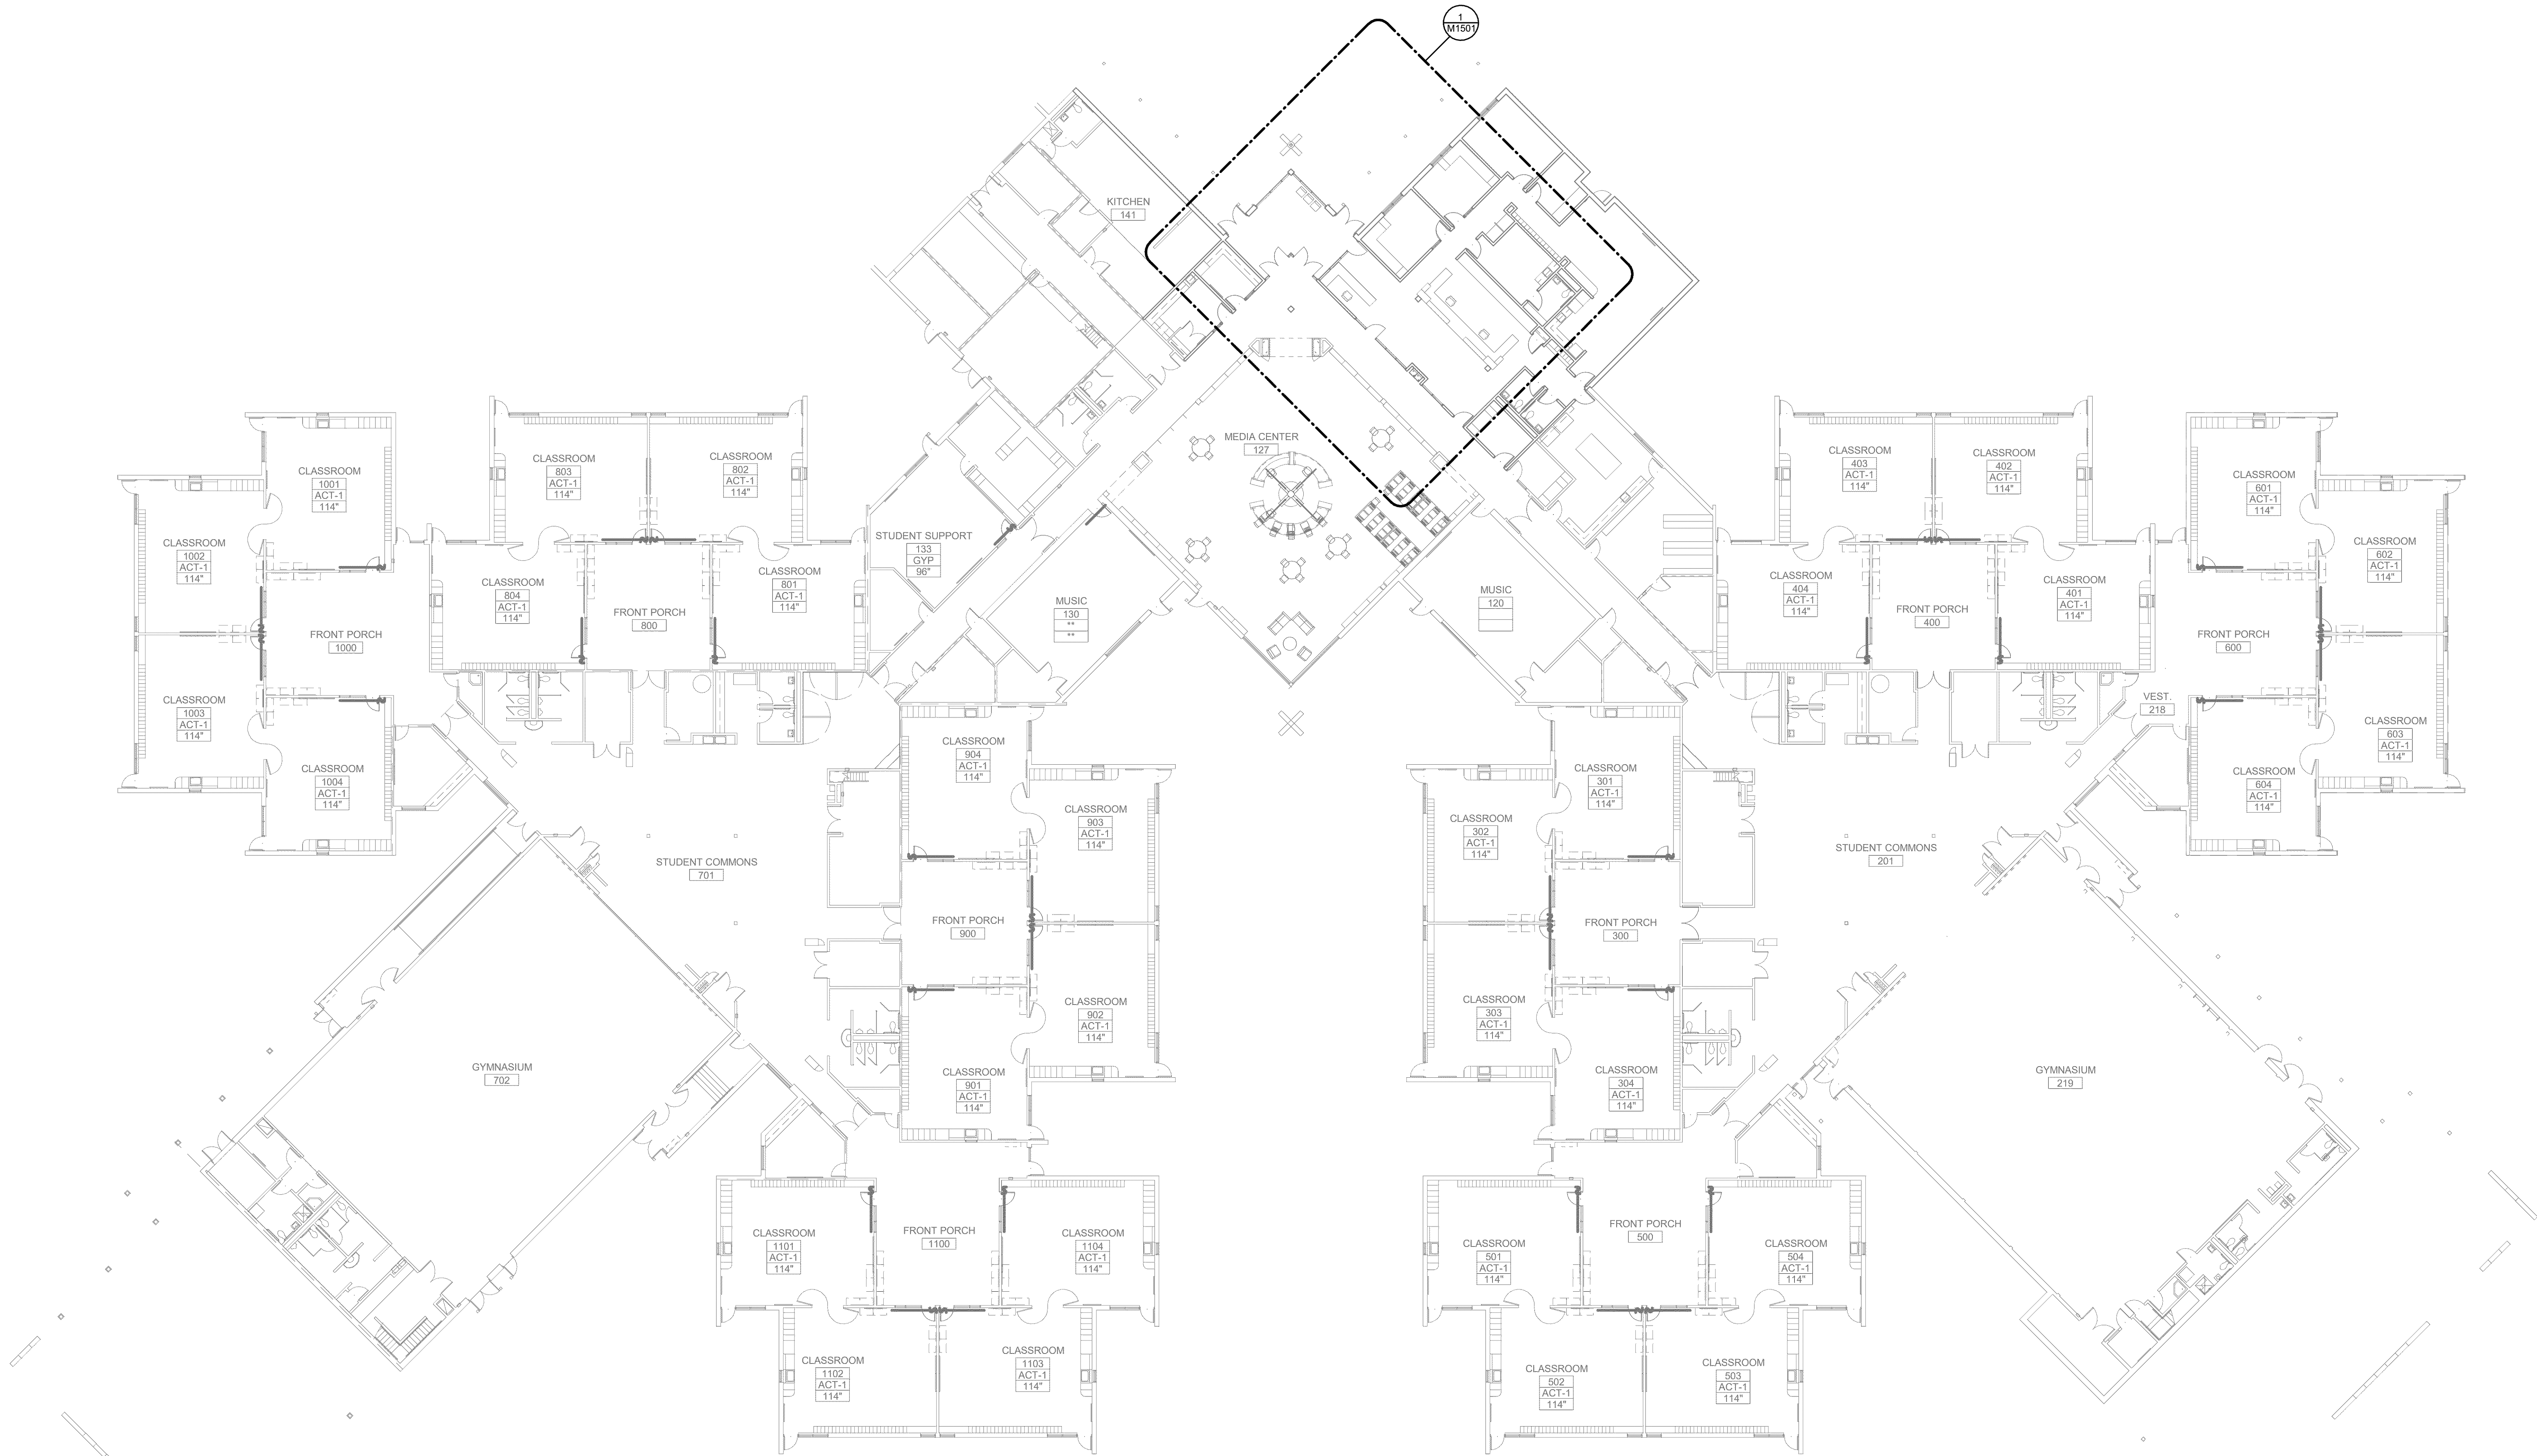 1
M1501
KITCHEN
141
MEDIA CENTER
127
CLASSROOM
1001
ACT-1
114"
CLASSROOM
803
ACT-1
114"
CLASSROOM
802
ACT-1
114"
CLASSROOM
403
ACT-1
114"
CLASSROOM
402
ACT-1
114"
CLASSROOM
601
ACT-1
114"
CLASSROOM
1002
ACT-1
114"
STUDENT SUPPORT
133
GYP
96"
CLASSROOM
602
ACT-1
114"
CLASSROOM
804
ACT-1
114"
CLASSROOM
801
ACT-1
114"
CLASSROOM
404
ACT-1
114"
CLASSROOM
401
ACT-1
114"
FRONT PORCH
800
MUSIC
130
**
**
MUSIC
120
FRONT PORCH
400
FRONT PORCH
1000
FRONT PORCH
600
CLASSROOM
1003
ACT-1
114"
VEST.
218
CLASSROOM
603
ACT-1
114"
CLASSROOM
1004
ACT-1
114"
CLASSROOM
904
ACT-1
114"
CLASSROOM
301
ACT-1
114"
CLASSROOM
604
ACT-1
114"
CLASSROOM
903
ACT-1
114"
CLASSROOM
302
ACT-1
114"
STUDENT COMMONS
701
STUDENT COMMONS
201
FRONT PORCH
900
FRONT PORCH
300
CLASSROOM
902
ACT-1
114"
CLASSROOM
303
ACT-1
114"
GYMNASIUM
702
CLASSROOM
901
ACT-1
114"
CLASSROOM
304
ACT-1
114"
GYMNASIUM
219
CLASSROOM
1101
ACT-1
114"
FRONT PORCH
1100
CLASSROOM
1104
ACT-1
114"
CLASSROOM
501
ACT-1
114"
FRONT PORCH
500
CLASSROOM
504
ACT-1
114"
CLASSROOM
1102
ACT-1
114"
CLASSROOM
1103
ACT-1
114"
CLASSROOM
502
ACT-1
114"
CLASSROOM
503
ACT-1
114"